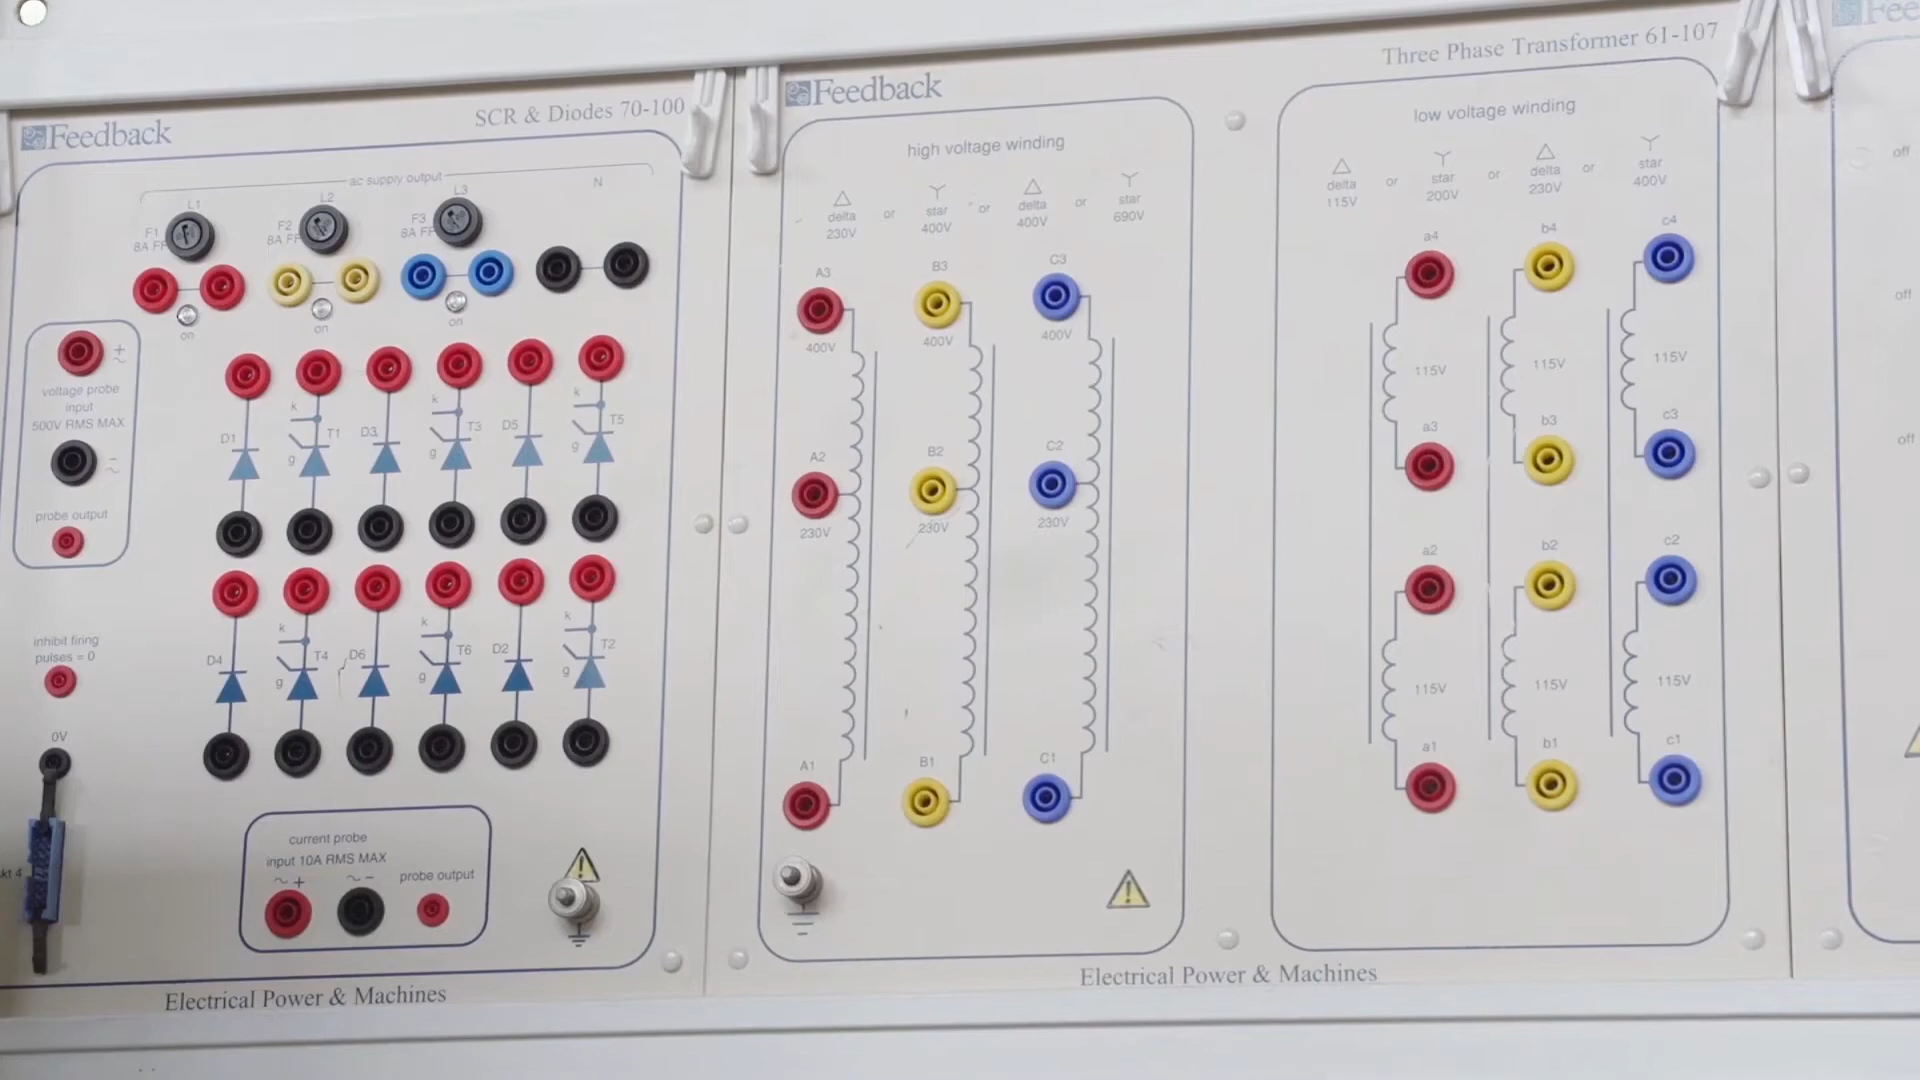 Feedback
SCR & Diodes 70-100
ac supply output
L1
L2
L3
N
F1
8A FF
F2
8A FF
F3
8A FF
on
on
on
+
voltage probe
input
500V RMS MAX
probe output
inhibit firing
pulses = 0
0V
kt 4
D1
k
g
T1
D3
k
g
T3
D5
k
g
T5
D4
k
g
T4
D6
k
g
T6
D2
k
g
T2
current probe
input 10A RMS MAX
~ +
~ −
probe output
Electrical Power & Machines
Feedback
Three Phase Transformer 61-107
high voltage winding
delta
230V
or
star
400V
or
delta
400V
or
star
690V
A3
B3
C3
400V
400V
400V
A2
B2
C2
230V
230V
230V
A1
B1
C1
low voltage winding
delta
115V
or
star
200V
or
delta
230V
or
star
400V
a4
b4
c4
115V
115V
115V
a3
b3
c3
a2
b2
c2
115V
115V
115V
a1
b1
c1
Electrical Power & Machines
Fee
off
off
off